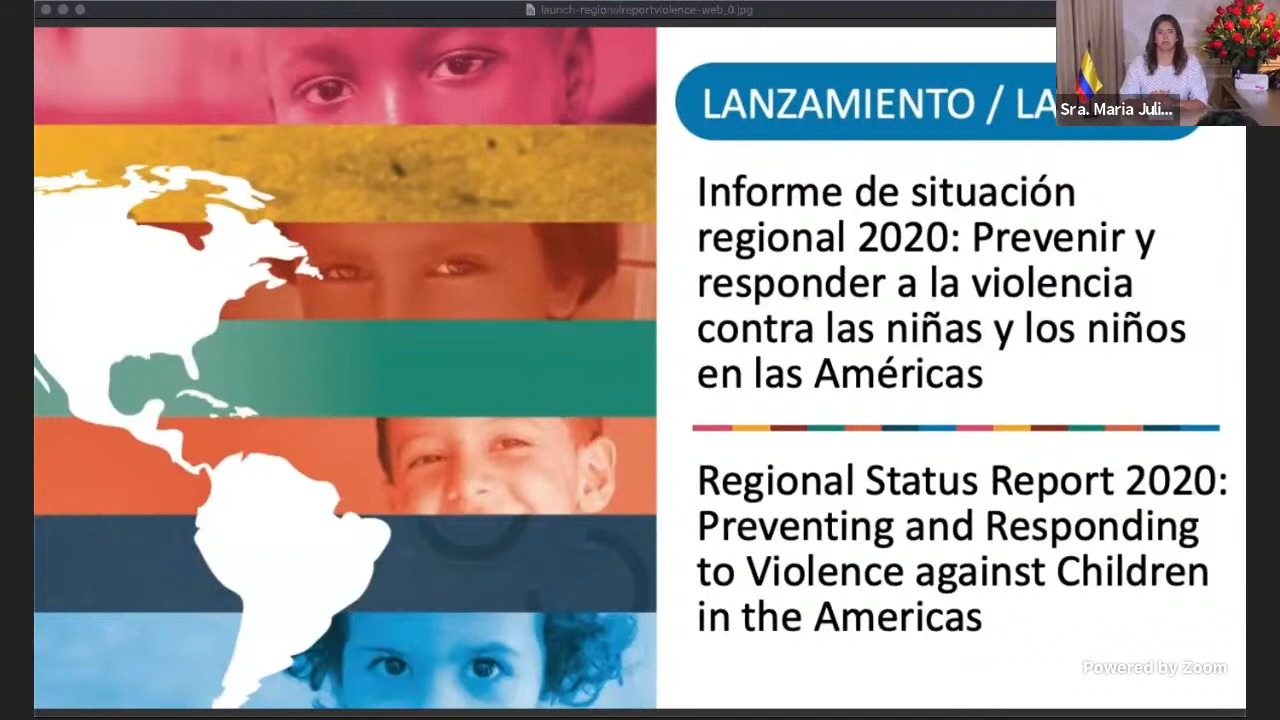 launch-regionalreportviolence-web_0.jpg
Sra. Maria Juli...
LANZAMIENTO / LA
Informe de situación
regional 2020: Prevenir y
responder a la violencia
contra las niñas y los niños
en las Américas
Regional Status Report 2020:
Preventing and Responding
to Violence against Children
in the Americas
Powered by Zoom